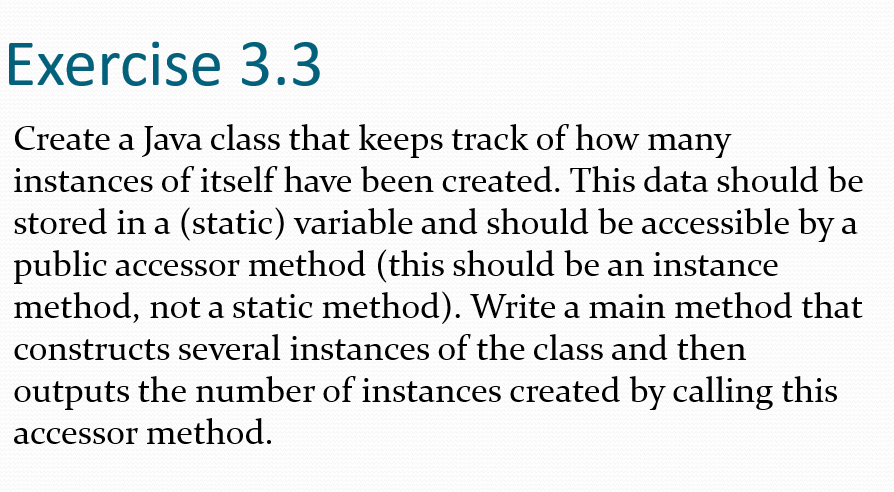 Exercise 3.3
Create a Java class that keeps track of how many
instances of itself have been created. This data should be
stored in a (static) variable and should be accessible by a
public accessor method (this should be an instance
method, not a static method). Write a main method that
constructs several instances of the class and then
outputs the number of instances created by calling this
accessor method.